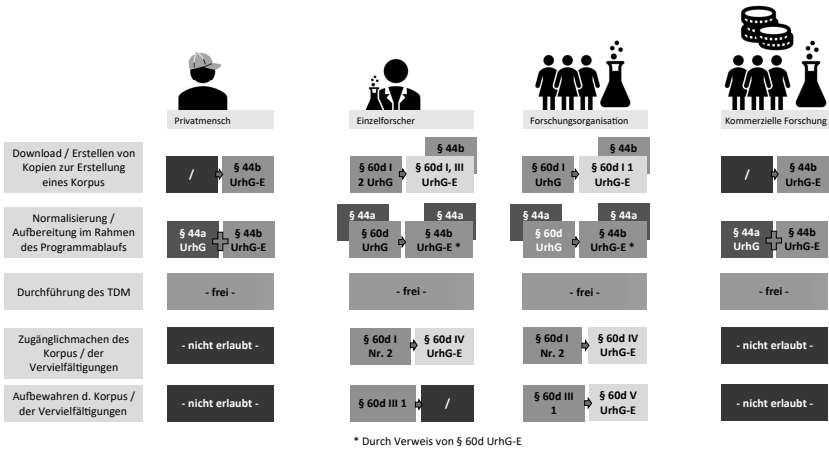 Privatmensch
Einzelforscher
Forschungsorganisation
Kommerzielle Forschung
Download / Erstellen von
Kopien zur Erstellung
eines Korpus
/
§ 44b
UrhG-E
§ 44b
§ 60d I
2 UrhG
§ 60d I, III
UrhG-E
§ 44b
§ 60d I
UrhG
§ 60d I 1
UrhG-E
/
§ 44b
UrhG-E
Normalisierung /
Aufbereitung im Rahmen
des Programmablaufs
§ 44a
UrhG
§ 44b
UrhG-E
§ 44a
§ 60d
UrhG
§ 44a
§ 44b
UrhG-E *
§ 44a
§ 60d
UrhG
§ 44a
§ 44b
UrhG-E *
§ 44a
UrhG
§ 44b
UrhG-E
Durchführung des TDM
- frei -
- frei -
- frei -
- frei -
Zugänglichmachen des
Korpus / der
Vervielfältigungen
- nicht erlaubt -
§ 60d I
Nr. 2
§ 60d IV
UrhG-E
§ 60d I
Nr. 2
§ 60d IV
UrhG-E
- nicht erlaubt -
Aufbewahren d. Korpus /
der Vervielfältigungen
- nicht erlaubt -
§ 60d III 1
/
§ 60d III
1
§ 60d V
UrhG-E
- nicht erlaubt -
* Durch Verweis von § 60d UrhG-E